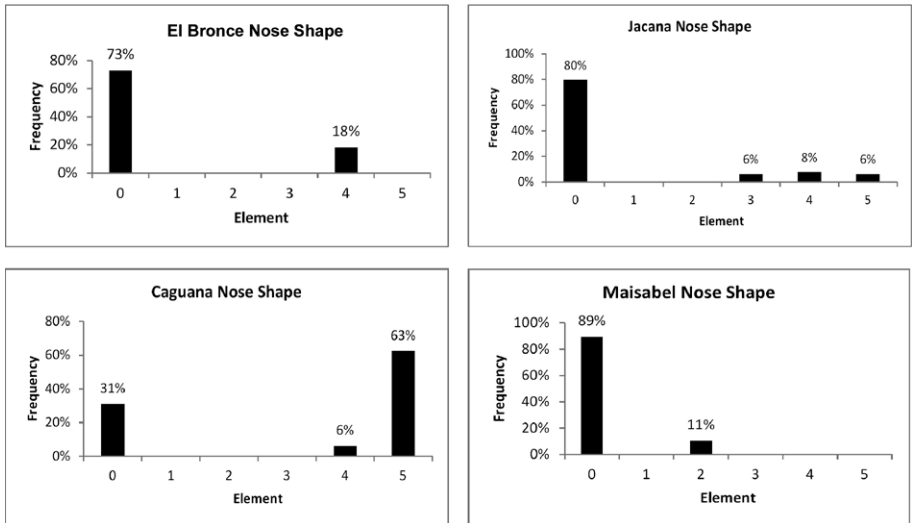 El Bronce Nose Shape
80%
60%
40%
20%
0%
Frequency
73%
18%
0 1 2 3 4 5
Element
Jacana Nose Shape
100%
80%
60%
40%
20%
0%
Frequency
80%
6% 8% 6%
0 1 2 3 4 5
Element
Caguana Nose Shape
80%
60%
40%
20%
0%
Frequency
31%
6%
63%
0 1 2 3 4 5
Element
Maisabel Nose Shape
100%
80%
60%
40%
20%
0%
Frequency
89%
11%
0 1 2 3 4 5
Element